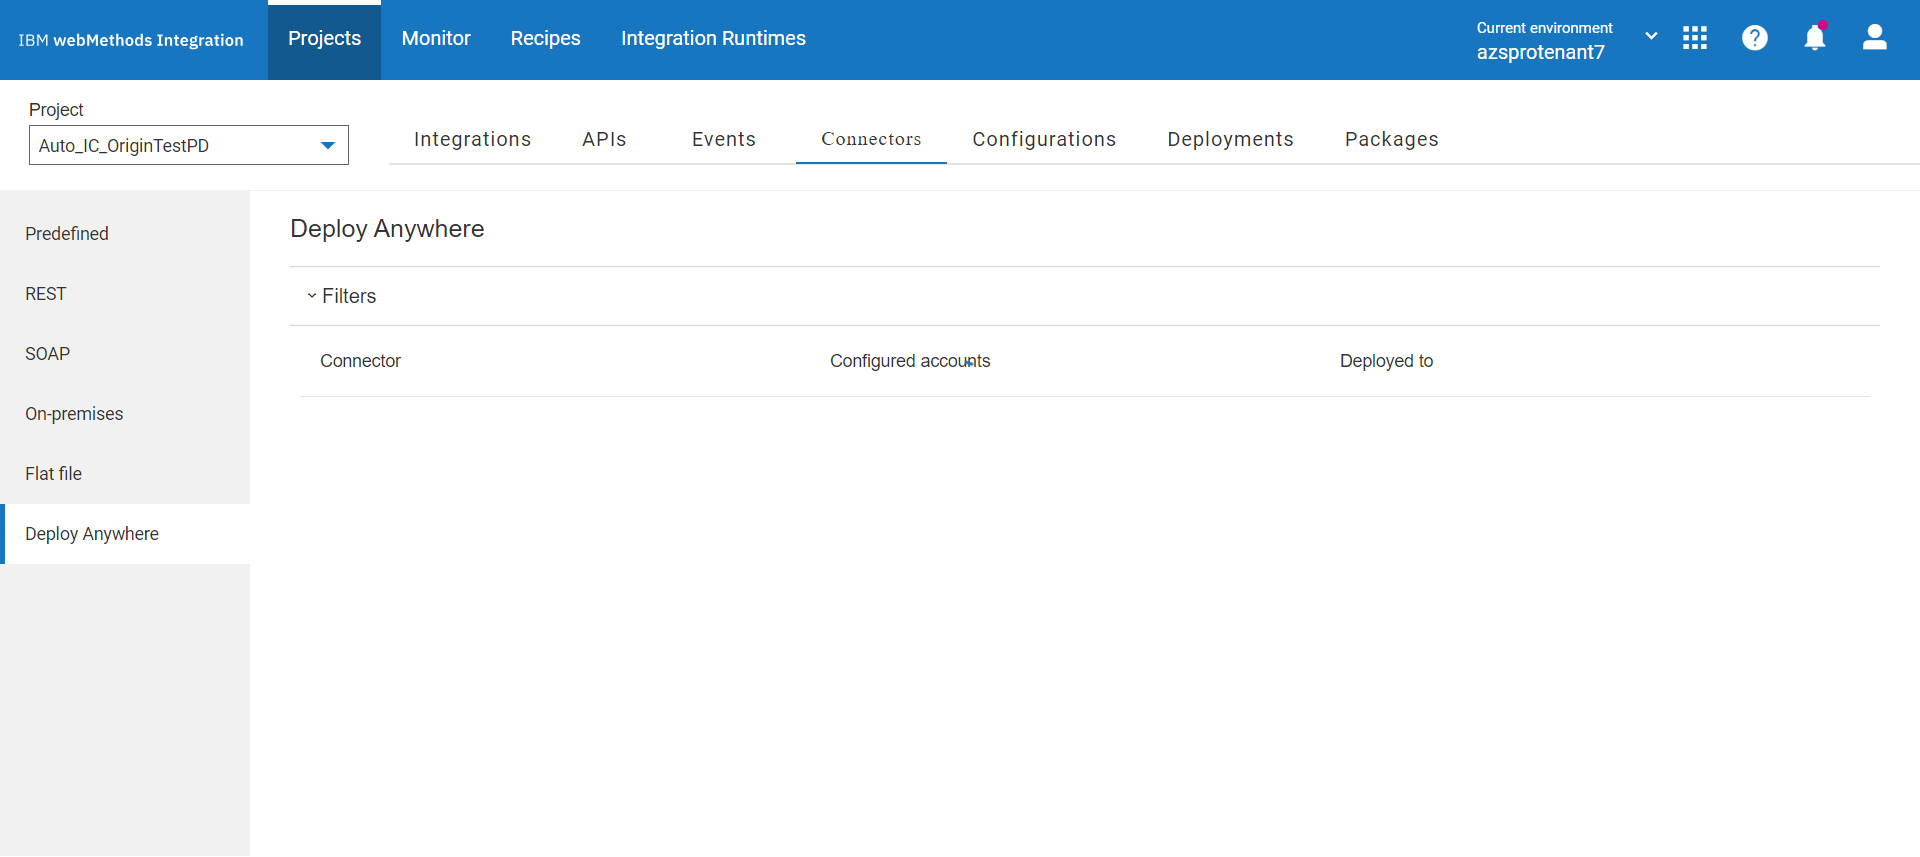 IBM webMethods Integration
Projects
Monitor
Recipes
Integration Runtimes
Current environment
azsprotenant7
Project
Auto_IC_OriginTestPD
Integrations
APIs
Events
Connectors
Configurations
Deployments
Packages
Predefined
REST
SOAP
On-premises
Flat file
Deploy Anywhere
Deploy Anywhere
Filters
Connector
Configured accounts
Deployed to